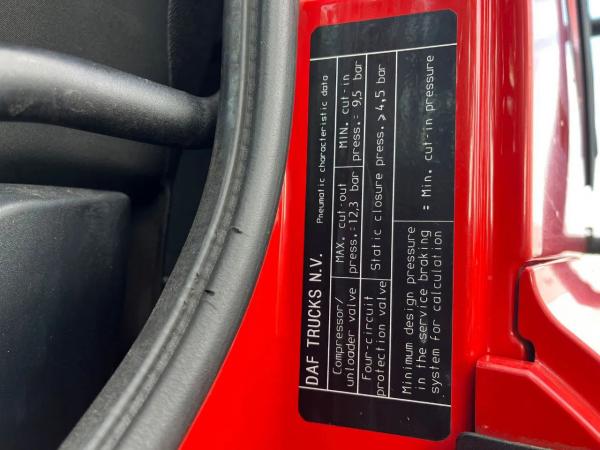 DAF TRUCKS N.V. Pneumatic characteristic data
Compressor/
unloader valve
MAX. cut-out
press.=12,3 bar
MIN. cut-in
press.= 9,5 bar
Four-circuit
protection valve
Static closure press. > 4,5 bar
Minimum design pressure
in the service braking
system for calculation
= Min. cut-in pressure